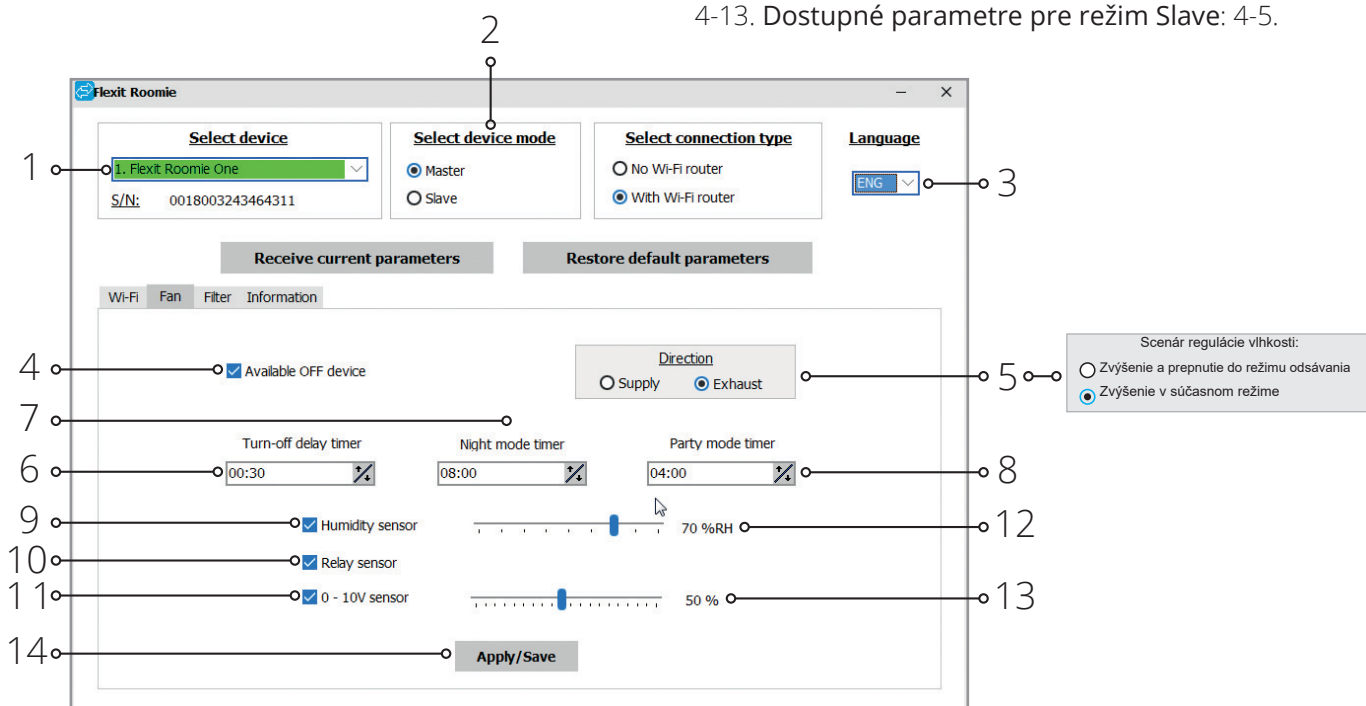 4-13. Dostupné parametre pre režim Slave: 4-5.
2
Flexit Roomie
Select device
Select device mode
Select connection type
Language
1
1. Flexit Roomie One
Master
No Wi-Fi router
ENG
3
S/N: 0018003243464311
Slave
With Wi-Fi router
Receive current parameters
Restore default parameters
Wi-Fi Fan Filter Information
4
Available OFF device
Direction
Supply Exhaust
5
Scenár regulácie vlhkosti:
Zvýšenie a prepnutie do režimu odsávania
Zvýšenie v súčasnom režime
7
Turn-off delay timer
Night mode timer
Party mode timer
6
00:30
08:00
04:00
8
9
Humidity sensor
70 %RH
12
10
Relay sensor
11
0 - 10V sensor
50 %
13
14
Apply/Save